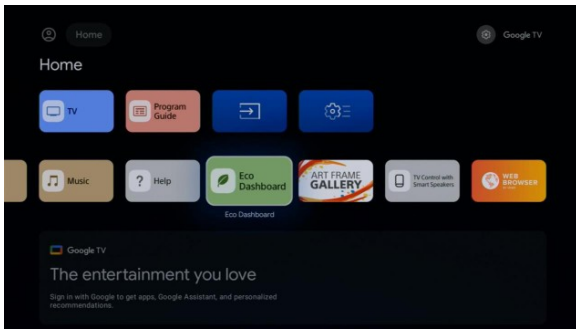 Home
Google TV
Home
TV
Program
Guide
Music
? Help
Eco
Dashboard
ART FRAME
GALLERY
TV Control with
Smart Speakers
WEB
BROWSER
Eco Dashboard
Google TV
The entertainment you love
Sign in with Google to get apps, Google Assistant, and personalized
recommendations.